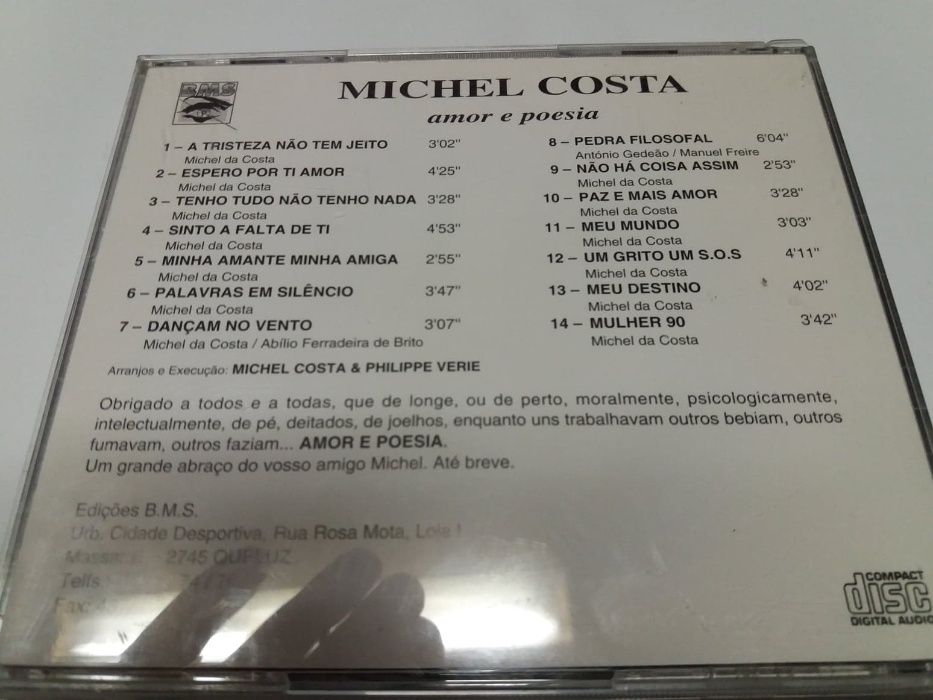 B.M.S
MICHEL COSTA
amor e poesia
1 – A TRISTEZA NÃO TEM JEITO 3'02"
Michel da Costa
2 – ESPERO POR TI AMOR 4'25"
Michel da Costa
3 – TENHO TUDO NÃO TENHO NADA 3'28"
Michel da Costa
4 – SINTO A FALTA DE TI 4'53"
Michel da Costa
5 – MINHA AMANTE MINHA AMIGA 2'55"
Michel da Costa
6 – PALAVRAS EM SILÊNCIO 3'47"
Michel da Costa
7 – DANÇAM NO VENTO 3'07"
Michel da Costa / Abílio Ferradeira de Brito
8 – PEDRA FILOSOFAL 6'04"
António Gedeão / Manuel Freire
9 – NÃO HÁ COISA ASSIM 2'53"
Michel da Costa
10 – PAZ E MAIS AMOR 3'28"
Michel da Costa
11 – MEU MUNDO 3'03"
Michel da Costa
12 – UM GRITO UM S.O.S 4'11"
Michel da Costa
13 – MEU DESTINO 4'02"
Michel da Costa
14 – MULHER 90 3'42"
Michel da Costa
Arranjos e Execução: MICHEL COSTA & PHILIPPE VERIE
Obrigado a todos e a todas, que de longe, ou de perto, moralmente, psicologicamente,
intelectualmente, de pé, deitados, de joelhos, enquanto uns trabalhavam outros bebiam, outros
fumavam, outros faziam... AMOR E POESIA.
Um grande abraço do vosso amigo Michel. Até breve.
Edições B.M.S.
Urb. Cidade Desportiva, Rua Rosa Mota, Loja I
2745 QUELUZ
Telfs.
Fax:
COMPACT
disc
DIGITAL AUDIO